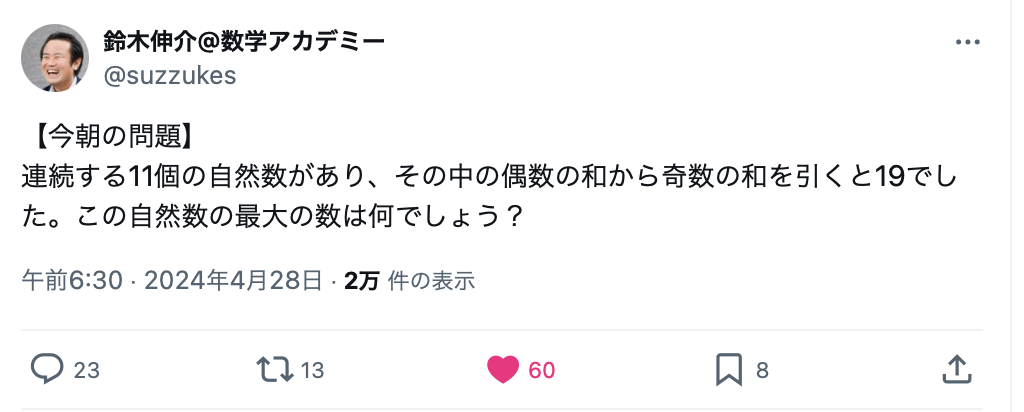 鈴木伸介@数学アカデミー
@suzzukes
【今朝の問題】
連続する11個の自然数があり、その中の偶数の和から奇数の和を引くと19でし
た。この自然数の最大の数は何でしょう？
午前6:30 · 2024年4月28日 · 2万 件の表示
23 13 60 8